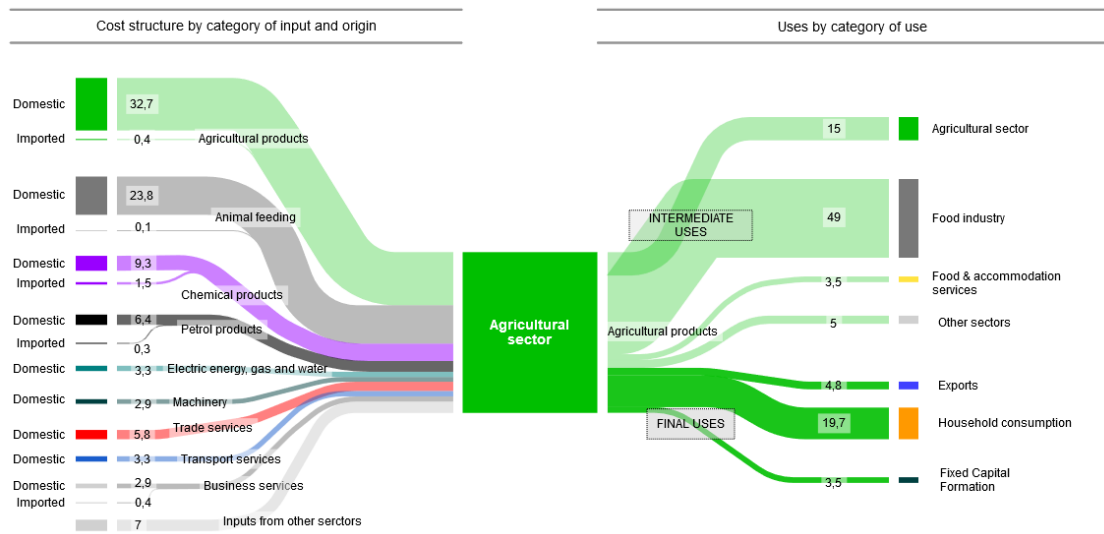 Cost structure by category of input and origin
Uses by category of use
Domestic
32,7
Imported
0,4
Agricultural products
Domestic
23,8
Animal feeding
Imported
0,1
Domestic
9,3
Imported
1,5
Chemical products
Domestic
6,4
Petrol products
Imported
0,3
Domestic
3,3
Electric energy, gas and water
Domestic
2,9
Machinery
Domestic
5,8
Trade services
Domestic
3,3
Transport services
Domestic
2,9
Business services
Imported
0,4
7
Inputs from other serctors
Agricultural
sector
15
Agricultural sector
INTERMEDIATE
USES
49
Food industry
3,5
Food & accommodation
services
Agricultural products
5
Other sectors
4,8
Exports
FINAL USES
19,7
Household consumption
3,5
Fixed Capital
Formation